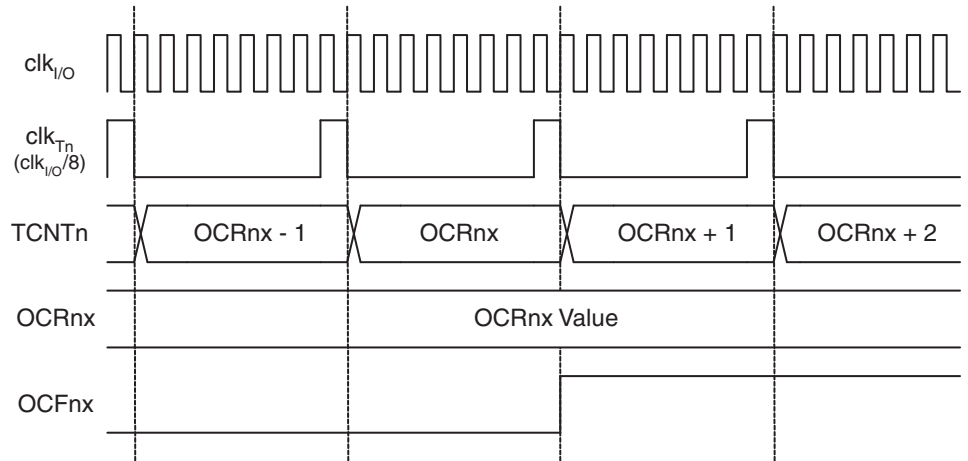 clkI/O
clkTn
(clkI/O/8)
TCNTn
OCRnx - 1
OCRnx
OCRnx + 1
OCRnx + 2
OCRnx
OCRnx Value
OCFnx